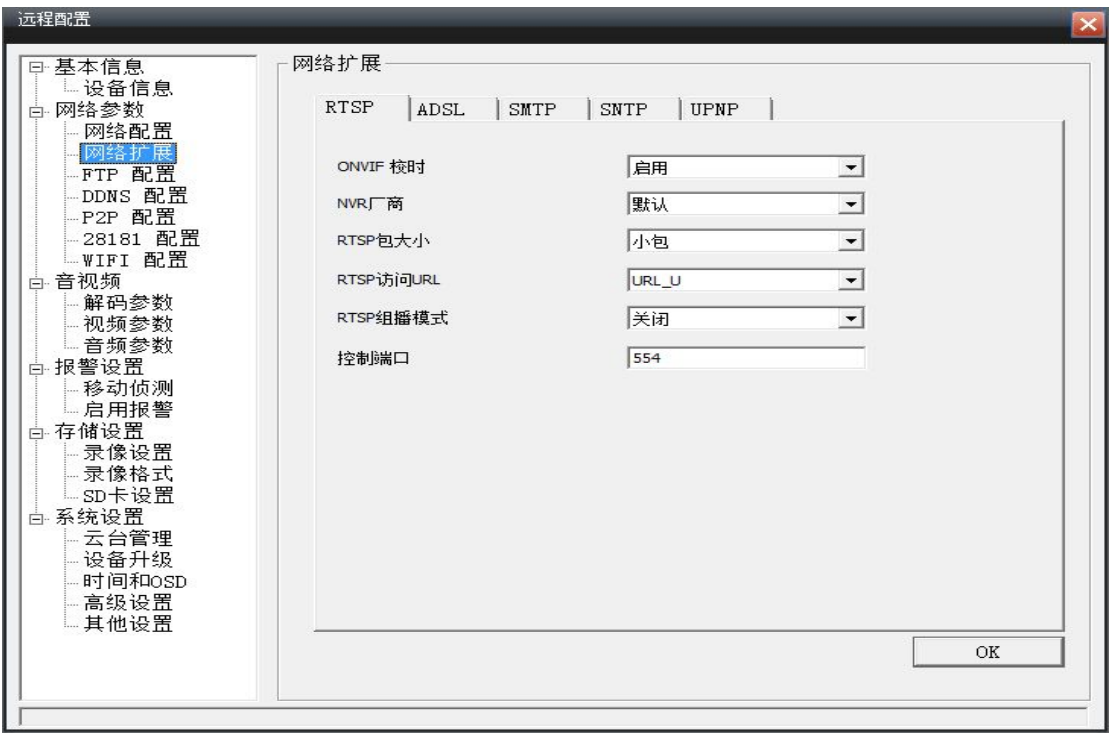 远程配置
基本信息
设备信息
网络参数
网络配置
网络扩展
FTP 配置
DDNS 配置
P2P 配置
28181 配置
WIFI 配置
音视频
解码参数
视频参数
音频参数
报警设置
移动侦测
启用报警
存储设置
录像设置
录像格式
SD卡设置
系统设置
云台管理
设备升级
时间和OSD
高级设置
其他设置
网络扩展
RTSP ADSL SMTP SNTP UPNP
ONVIF 校时 启用
NVR厂商 默认
RTSP包大小 小包
RTSP访问URL URL_U
RTSP组播模式 关闭
控制端口 554
OK